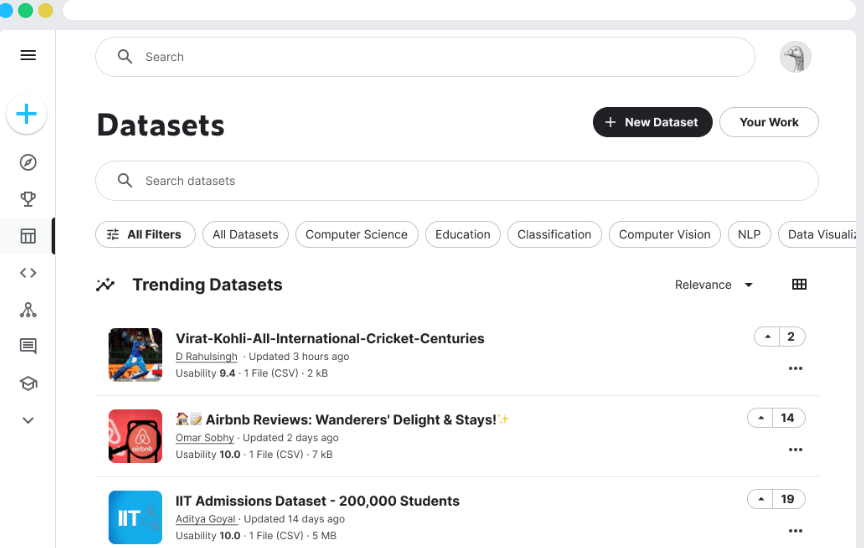 Search
Datasets
New Dataset
Your Work
Search datasets
All Filters
All Datasets
Computer Science
Education
Classification
Computer Vision
NLP
Data Visualiz
Trending Datasets
Relevance
Virat-Kohli-All-International-Cricket-Centuries
2
D Rahulsingh · Updated 3 hours ago
Usability 9.4 · 1 File (CSV) · 2 kB
🏠📝 Airbnb Reviews: Wanderers' Delight & Stays!✨
14
airbnb
Omar Sobhy · Updated 2 days ago
Usability 10.0 · 1 File (CSV) · 7 kB
IIT Admissions Dataset - 200,000 Students
19
IIT
Aditya Goyal · Updated 14 days ago
Usability 10.0 · 1 File (CSV) · 5 MB